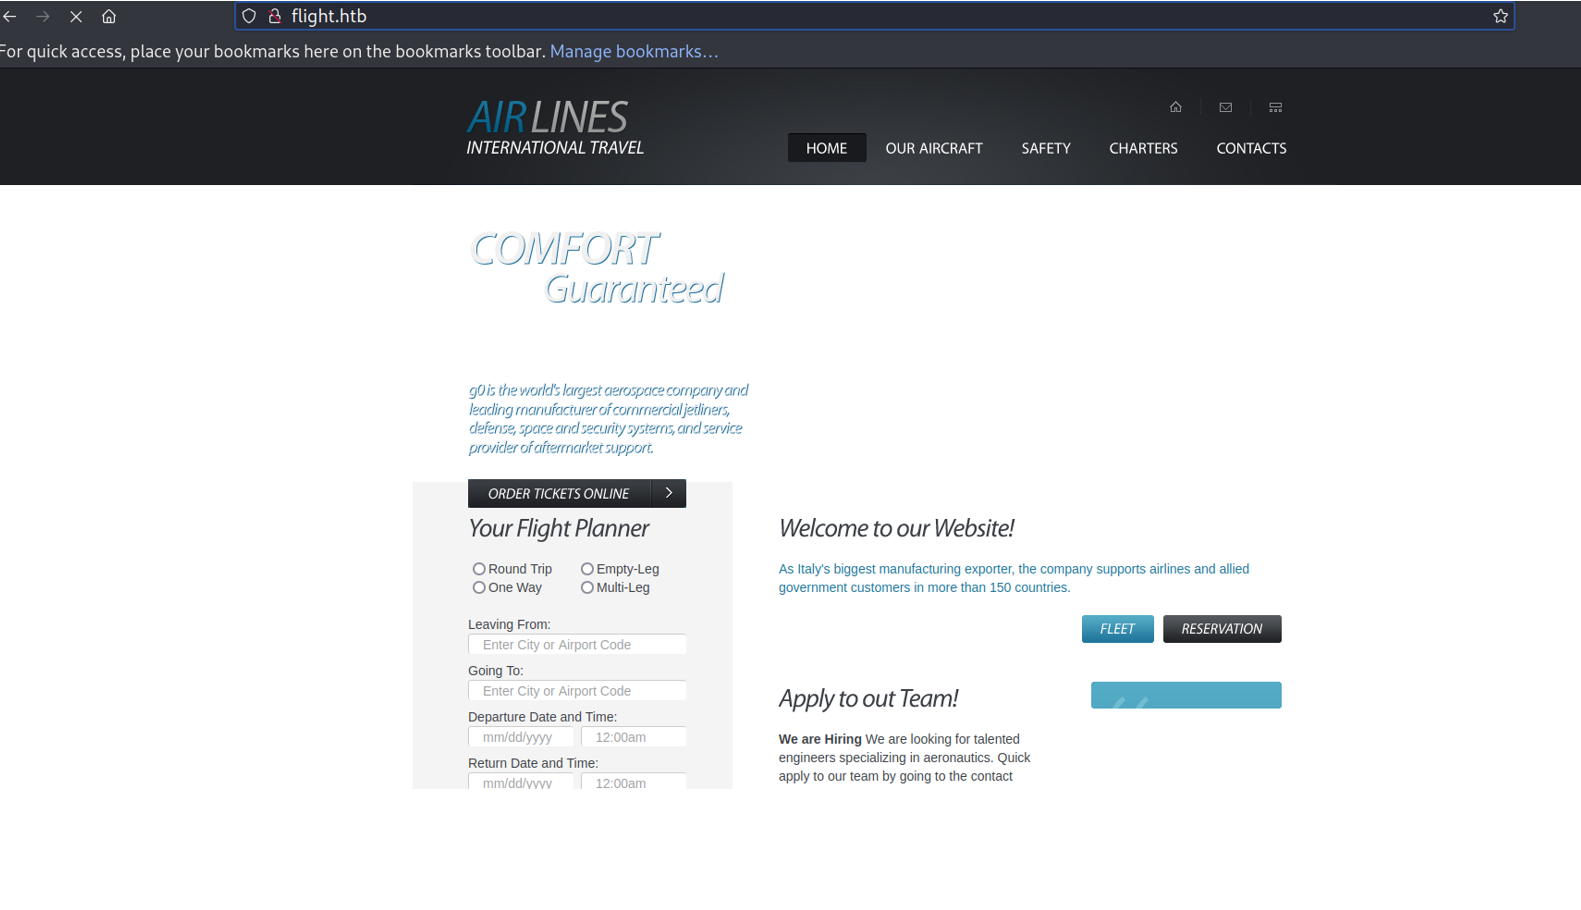 flight.htb
For quick access, place your bookmarks here on the bookmarks toolbar. Manage bookmarks…
AIRLINES
INTERNATIONAL TRAVEL
HOME OUR AIRCRAFT SAFETY CHARTERS CONTACTS
COMFORT
Guaranteed
g0 is the world's largest aerospace company and
leading manufacturer of commercial jetliners,
defense, space and security systems, and service
provider of aftermarket support.
ORDER TICKETS ONLINE
Your Flight Planner
Round Trip Empty-Leg
One Way Multi-Leg
Leaving From:
Enter City or Airport Code
Going To:
Enter City or Airport Code
Departure Date and Time:
mm/dd/yyyy 12:00am
Return Date and Time:
mm/dd/yyyy 12:00am
Welcome to our Website!
As Italy's biggest manufacturing exporter, the company supports airlines and allied
government customers in more than 150 countries.
FLEET RESERVATION
Apply to out Team!
We are Hiring We are looking for talented
engineers specializing in aeronautics. Quick
apply to our team by going to the contact